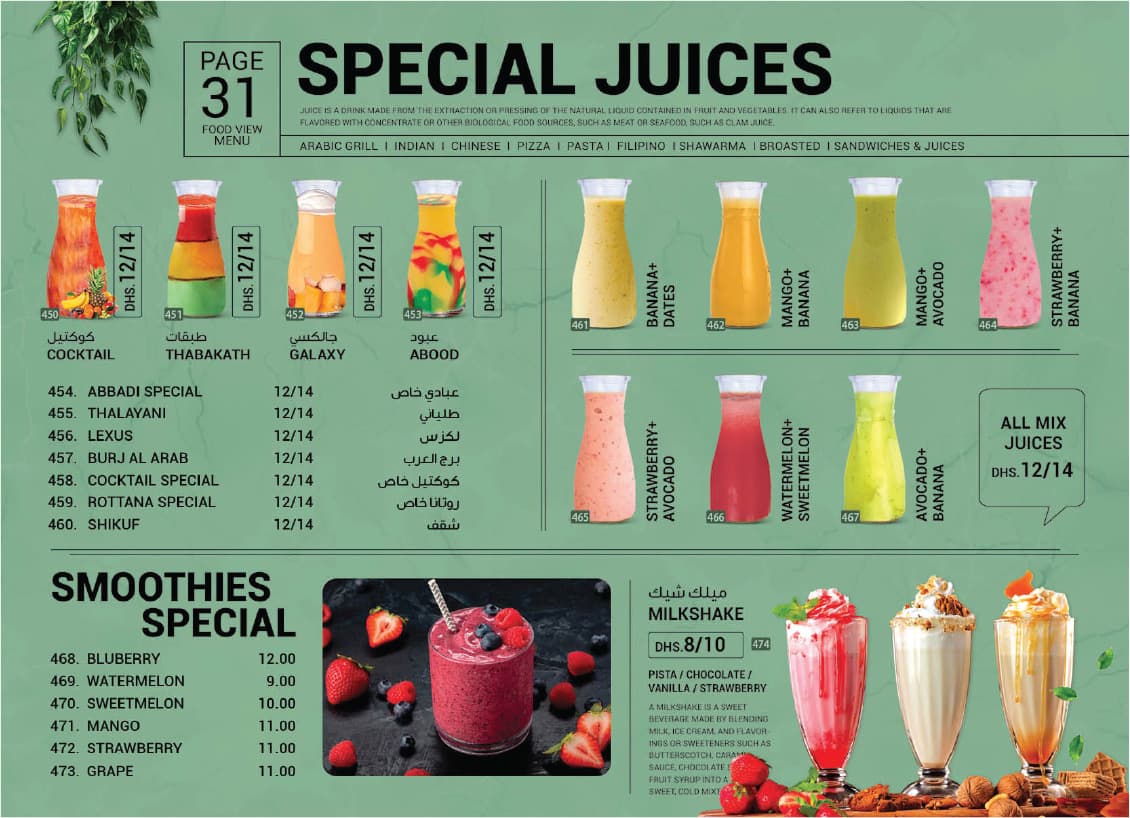 PAGE
31
FOOD VIEW
MENU
SPECIAL JUICES
JUICE IS A DRINK MADE FROM THE EXTRACTION OR PRESSING OF THE NATURAL LIQUID CONTAINED IN FRUIT AND VEGETABLES. IT CAN ALSO REFER TO LIQUIDS THAT ARE
FLAVORED WITH CONCENTRATE OR OTHER BIOLOGICAL FOOD SOURCES, SUCH AS MEAT OR SEAFOOD, SUCH AS CLAM JUICE.
ARABIC GRILL I INDIAN I CHINESE I PIZZA I PASTA I FILIPINO I SHAWARMA I BROASTED I SANDWICHES & JUICES
450
DHS. 12/14
كوكتيل
COCKTAIL
451
DHS. 12/14
طبقات
THABAKATH
452
DHS. 12/14
جالكسي
GALAXY
453
DHS. 12/14
عبود
ABOOD
454. ABBADI SPECIAL 12/14 عبادي خاص
455. THALAYANI 12/14 طلياني
456. LEXUS 12/14 لكزس
457. BURJ AL ARAB 12/14 برج العرب
458. COCKTAIL SPECIAL 12/14 كوكتيل خاص
459. ROTTANA SPECIAL 12/14 روتانا خاص
460. SHIKUF 12/14 شقف
461
BANANA+
DATES
462
MANGO+
BANANA
463
MANGO+
AVOCADO
464
STRAWBERRY+
BANANA
465
STRAWBERRY+
AVOCADO
466
WATERMELON+
SWEETMELON
467
AVOCADO+
BANANA
ALL MIX
JUICES
DHS. 12/14
SMOOTHIES
SPECIAL
468. BLUBERRY 12.00
469. WATERMELON 9.00
470. SWEETMELON 10.00
471. MANGO 11.00
472. STRAWBERRY 11.00
473. GRAPE 11.00
ميلك شيك
MILKSHAKE
DHS. 8/10 474
PISTA / CHOCOLATE /
VANILLA / STRAWBERRY
A MILKSHAKE IS A SWEET
BEVERAGE MADE BY BLENDING
MILK, ICE CREAM, AND FLAVOR-
INGS OR SWEETENERS SUCH AS
BUTTERSCOTCH, CARAM
SAUCE, CHOCOLATE
FRUIT SYRUP INTO A
SWEET, COLD MIXT